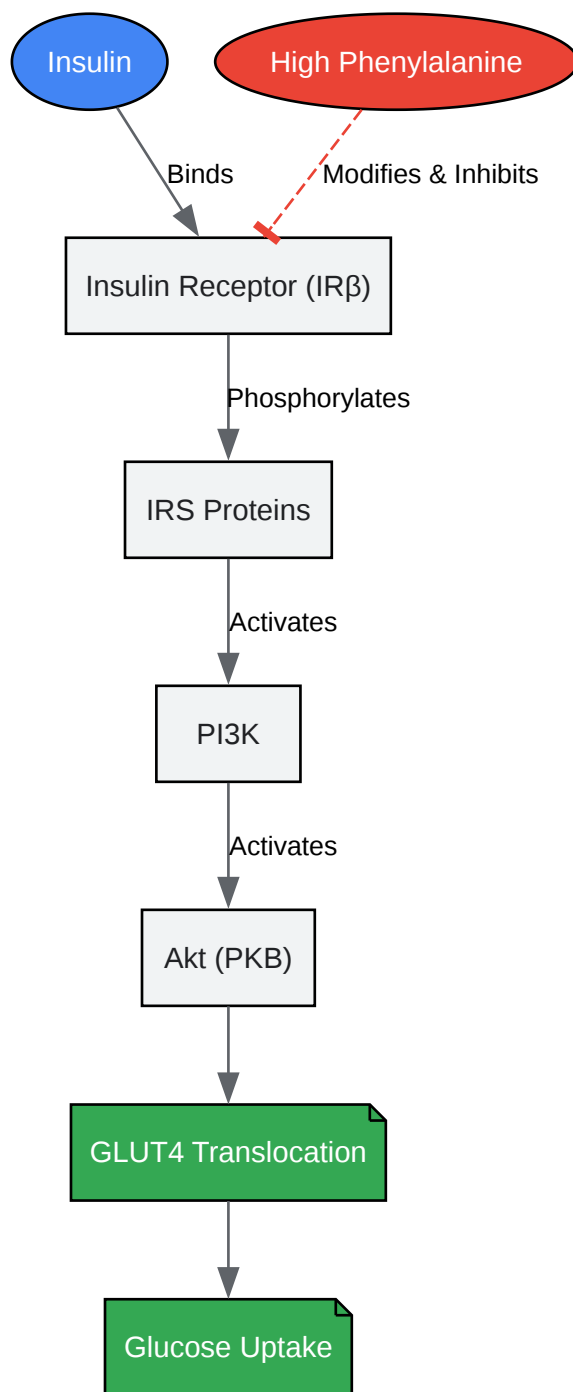 Insulin
High Phenylalanine
Binds
Modifies & Inhibits
Insulin Receptor (IRβ)
Phosphorylates
IRS Proteins
Activates
PI3K
Activates
Akt (PKB)
GLUT4 Translocation
Glucose Uptake